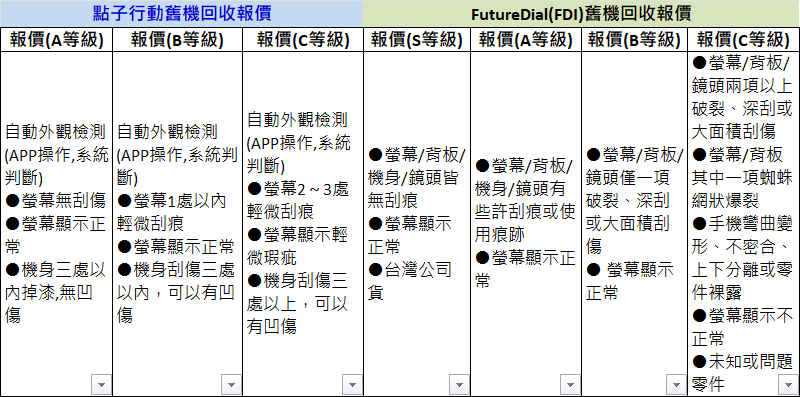 點子行動舊機回收報價
FutureDial(FDI)舊機回收報價
報價(A等級)
報價(B等級)
報價(C等級)
報價(S等級)
報價(A等級)
報價(B等級)
報價(C等級)
自動外觀檢測
(APP操作,系統判
斷)
●螢幕無刮傷
●螢幕顯示正
常
●機身三處以
內掉漆,無凹
傷
自動外觀檢測
(APP操作,系統判
斷)
●螢幕1處以內
輕微刮痕
●螢幕顯示正常
●機身刮傷三處
以內，可以有凹
傷
自動外觀檢測
(APP操作,系統判
斷)
●螢幕2～3處
輕微刮痕
●螢幕顯示輕
微瑕疵
●機身刮傷三
處以上，可以
有凹傷
●螢幕/背板/
機身/鏡頭皆
無刮痕
●螢幕顯示
正常
●台灣公司
貨
●螢幕/背板/
機身/鏡頭有
些許刮痕或使
用痕跡
●螢幕顯示正
常
●螢幕/背板/
鏡頭僅一項
破裂、深刮
或大面積刮
傷
● 螢幕顯示
正常
●螢幕/背板/
鏡頭兩項以上
破裂、深刮或
大面積刮傷
●螢幕/背板
其中一項蜘蛛
網狀爆裂
●手機彎曲變
形、不密合、
上下分離或零
件裸露
●螢幕顯示不
正常
●未知或問題
零件